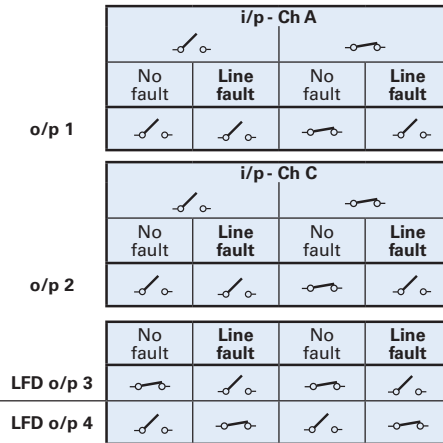 i/p - Ch A
No fault Line fault No fault Line fault
o/p 1
i/p - Ch C
No fault Line fault No fault Line fault
o/p 2
No fault Line fault No fault Line fault
LFD o/p 3
LFD o/p 4